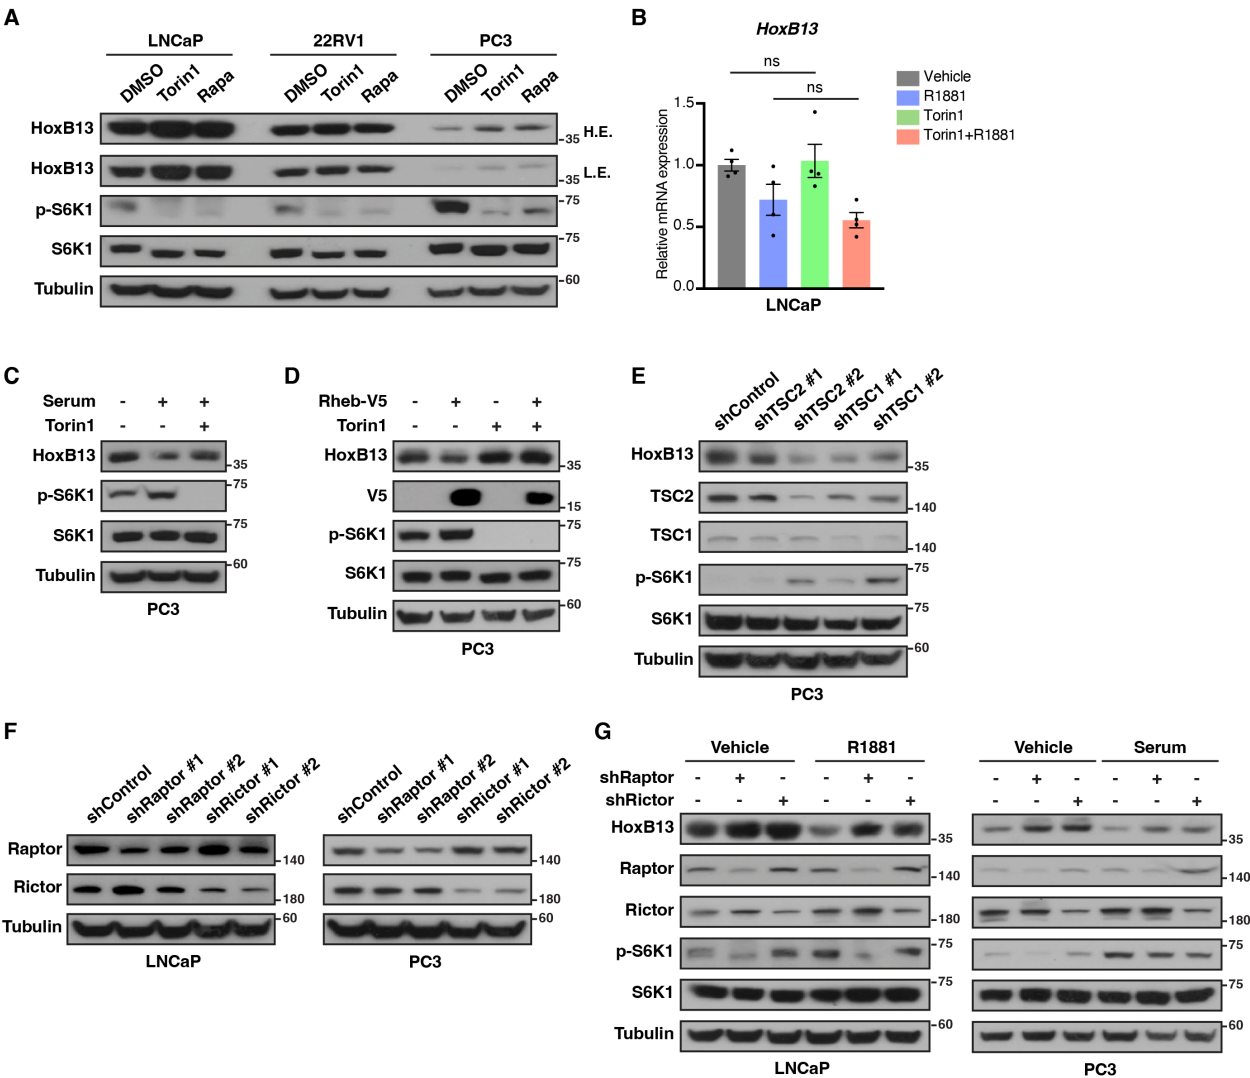 A
LNCaP 22RV1 PC3
DMSO Torin1 Rapa DMSO Torin1 Rapa DMSO Torin1 Rapa
HoxB13 -35 H.E.
HoxB13 -35 L.E.
p-S6K1 -75
S6K1 -75
Tubulin -60
B
HoxB13
ns
ns
Relative mRNA expression
1.5
1.0
0.5
0.0
LNCaP
Vehicle
R1881
Torin1
Torin1+R1881
C
Serum - + +
Torin1 - - +
HoxB13 -35
p-S6K1 -75
S6K1 -75
Tubulin -60
PC3
D
Rheb-V5 - + - +
Torin1 - - + +
HoxB13 -35
V5 -15
p-S6K1 -75
S6K1 -75
Tubulin -60
PC3
E
shControl shTSC2 #1 shTSC2 #2 shTSC1 #1 shTSC1 #2
HoxB13 -35
TSC2 -140
TSC1 -140
p-S6K1 -75
S6K1 -75
Tubulin -60
PC3
F
shControl shRaptor #1 shRaptor #2 shRictor #1 shRictor #2 shControl shRaptor #1 shRaptor #2 shRictor #1 shRictor #2
Raptor -140 -140
Rictor -180 -180
Tubulin -60 -60
LNCaP PC3
G
Vehicle R1881 Vehicle Serum
shRaptor - + - - + - - + - - + -
shRictor - - + - - + - - + - - +
HoxB13 -35 -35
Raptor -140 -140
Rictor -180 -180
p-S6K1 -75 -75
S6K1 -75 -75
Tubulin -60 -60
LNCaP PC3